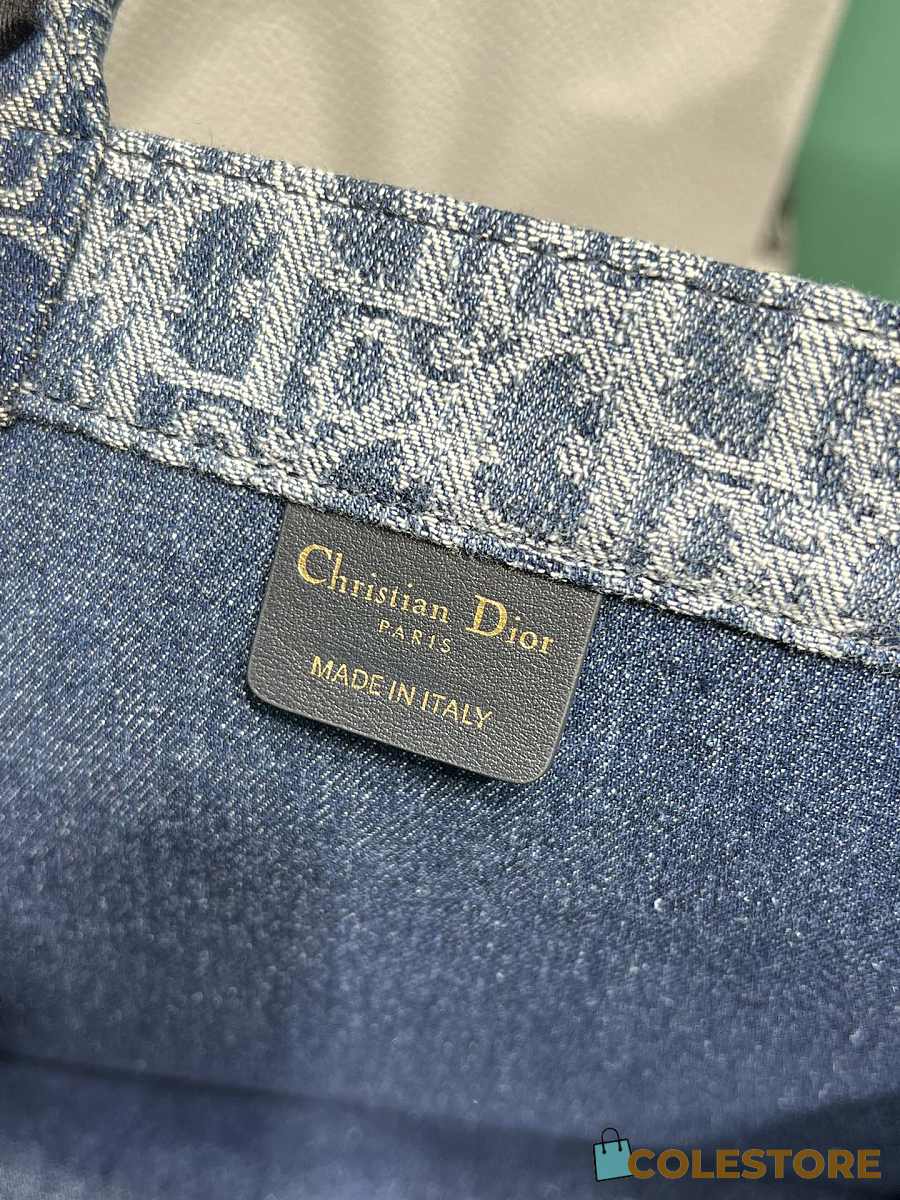 Christian Dior
PARIS
MADE IN ITALY
COLESTORE